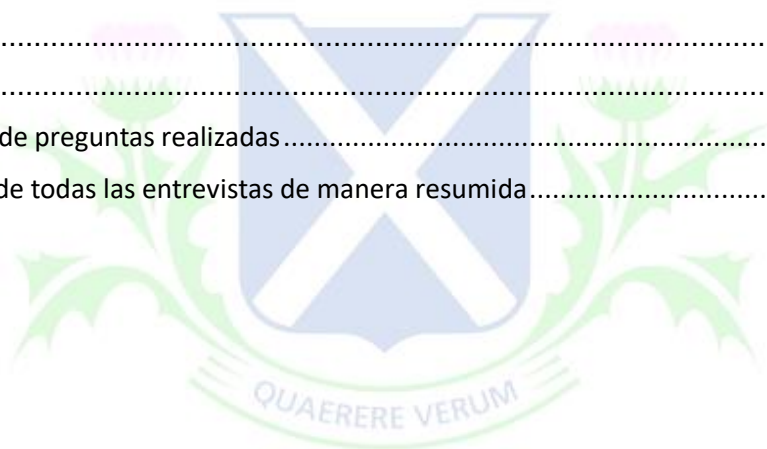 ........................................................................................................
........................................................................................................
de preguntas realizadas................................................................
de todas las entrevistas de manera resumida................................
QUAERERE VERUM